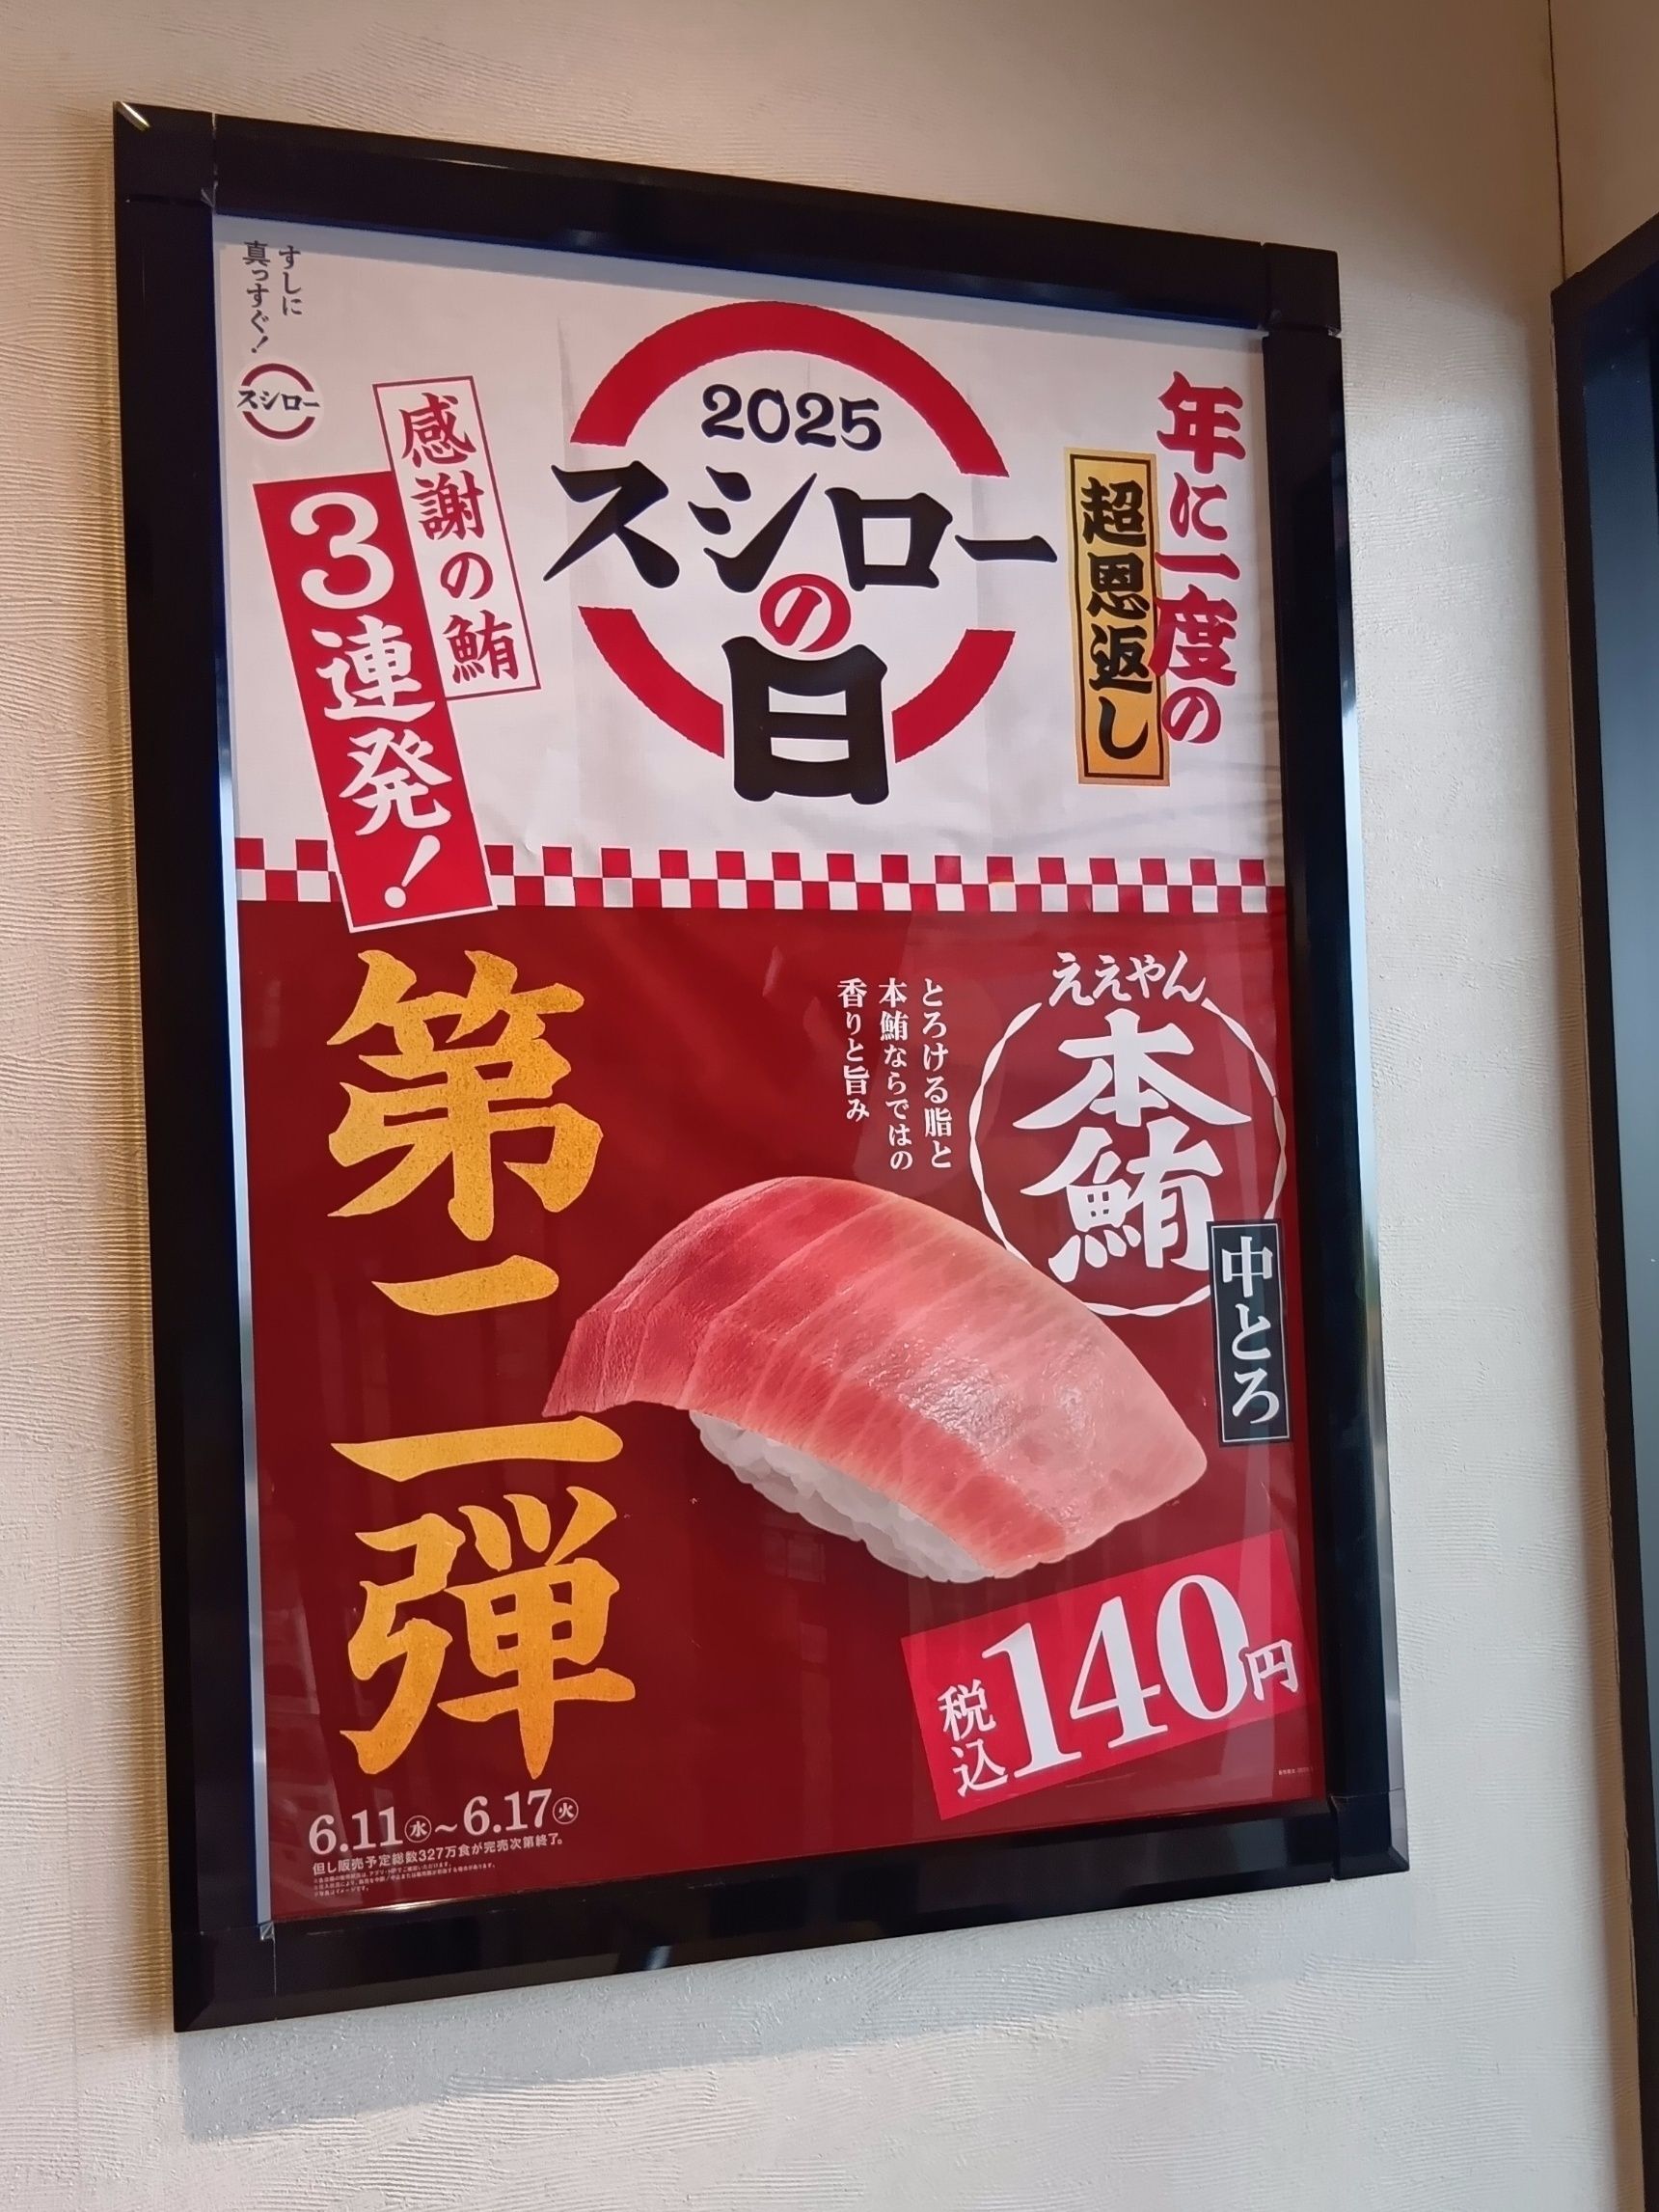 すしに
真っすぐ!
スシロー
年に一度の
超恩返し
2025
スシロー
の
日
感謝の鮪
3連発!
ええやん
本鮪
中とろ
とろける脂と
本鮪ならではの
香りと旨み
第二弾
税込140円
6.11㊌~6.17㊋
但し販売予定総数327万食が完売次第終了。